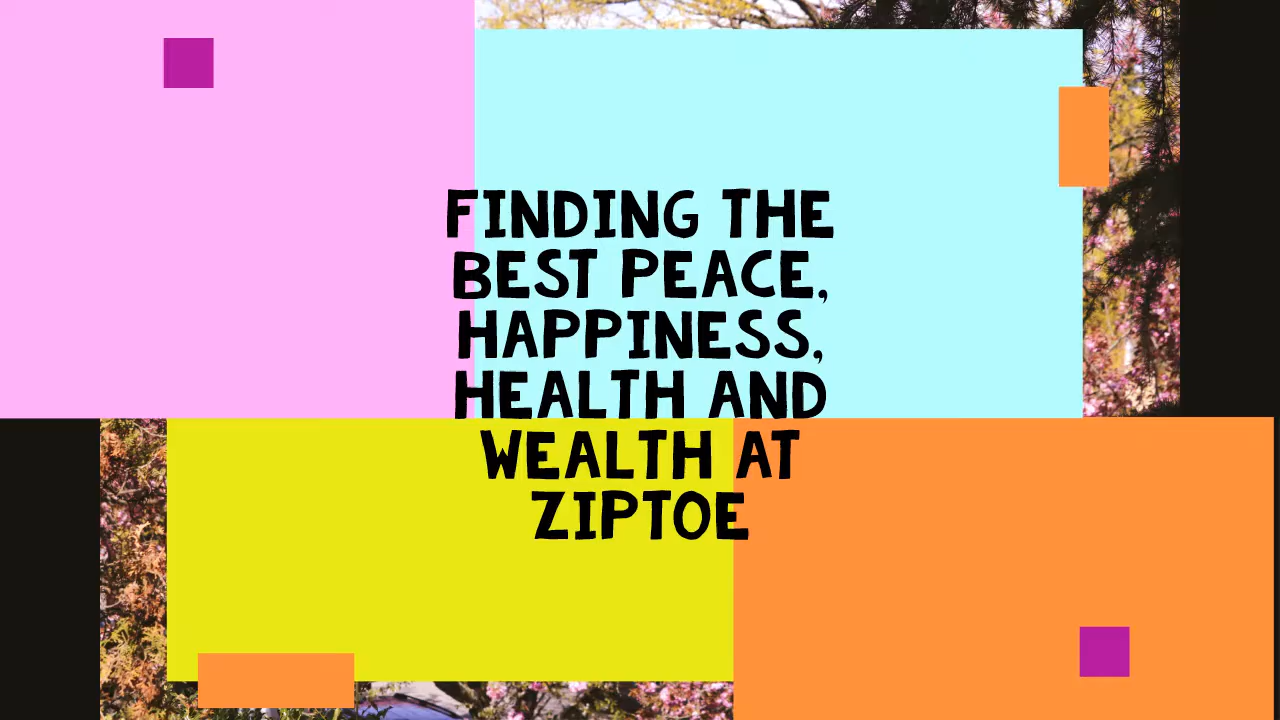 FINDING THE
BEST PEACE,
HAPPINESS,
HEALTH AND
WEALTH AT
ZIPTOE